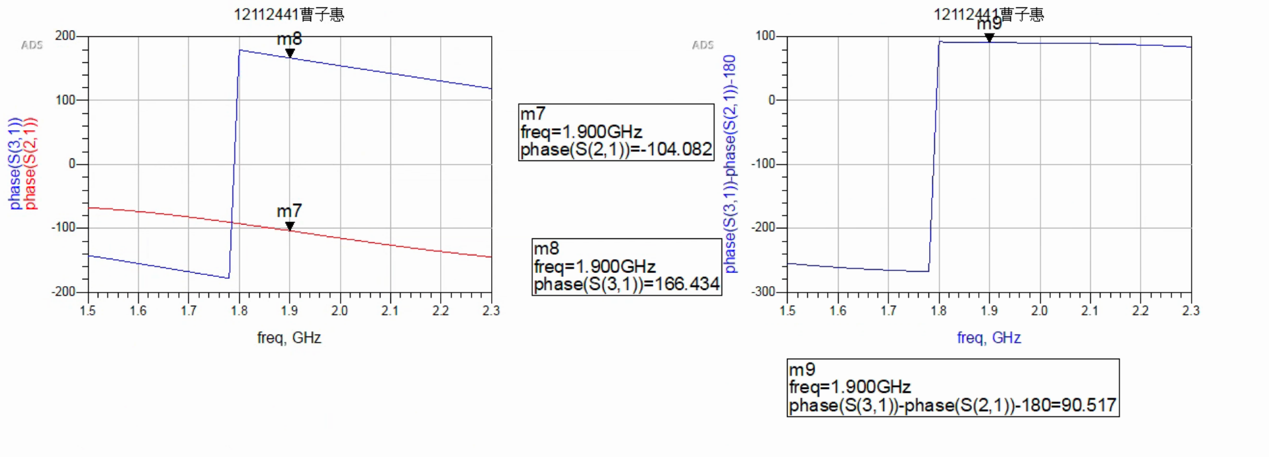 12112441曹子惠
ADS
m8
m7
200
100
0
-100
-200
1.5 1.6 1.7 1.8 1.9 2.0 2.1 2.2 2.3
freq, GHz
phase(S(3,1))
phase(S(2,1))
m7
freq=1.900GHz
phase(S(2,1))=-104.082
m8
freq=1.900GHz
phase(S(3,1))=166.434
12112441曹子惠
ADS
m9
100
0
-100
-200
-300
1.5 1.6 1.7 1.8 1.9 2.0 2.1 2.2 2.3
freq, GHz
phase(S(3,1))-phase(S(2,1))-180
m9
freq=1.900GHz
phase(S(3,1))-phase(S(2,1))-180=90.517